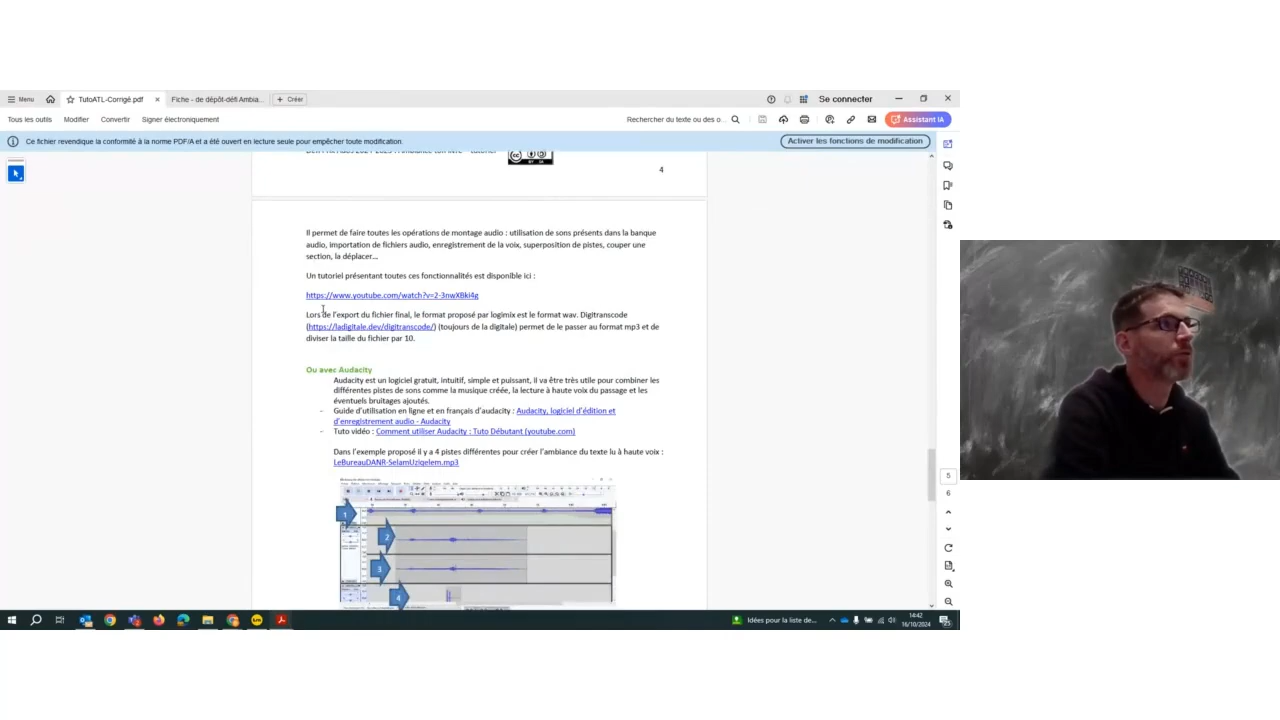 Menu
TutoATL-Corrigé.pdf
Fiche - de dépôt-défi Ambia...
Créer
Se connecter
Tous les outils Modifier Convertir Signer électroniquement
Rechercher du texte ou des o...
Assistant IA
Ce fichier revendique la conformité à la norme PDF/A et a été ouvert en lecture seule pour empêcher toute modification.
Activer les fonctions de modification
4
Il permet de faire toutes les opérations de montage audio : utilisation de sons présents dans la banque
audio, importation de fichiers audio, enregistrement de la voix, superposition de pistes, couper une
section, la déplacer...
Un tutoriel présentant toutes ces fonctionnalités est disponible ici :
https://www.youtube.com/watch?v=2-3nwXBki4g
Lors de l'export du fichier final, le format proposé par logimix est le format wav. Digitranscode
(https://ladigitale.dev/digitranscode/) (toujours de la digitale) permet de le passer au format mp3 et de
diviser la taille du fichier par 10.
Ou avec Audacity
Audacity est un logiciel gratuit, intuitif, simple et puissant, il va être très utile pour combiner les
différentes pistes de sons comme la musique créée, la lecture à haute voix du passage et les
éventuels bruitages ajoutés.
- Guide d'utilisation en ligne et en français d'audacity : Audacity, logiciel d'édition et
d'enregistrement audio - Audacity
- Tuto vidéo : Comment utiliser Audacity : Tuto Débutant (youtube.com)
Dans l'exemple proposé il y a 4 pistes différentes pour créer l'ambiance du texte lu à haute voix :
LeBureauDANR-SelamUzigelem.mp3
1
2
3
4
5
6
Idées pour la liste de...
14:42
16/10/2024